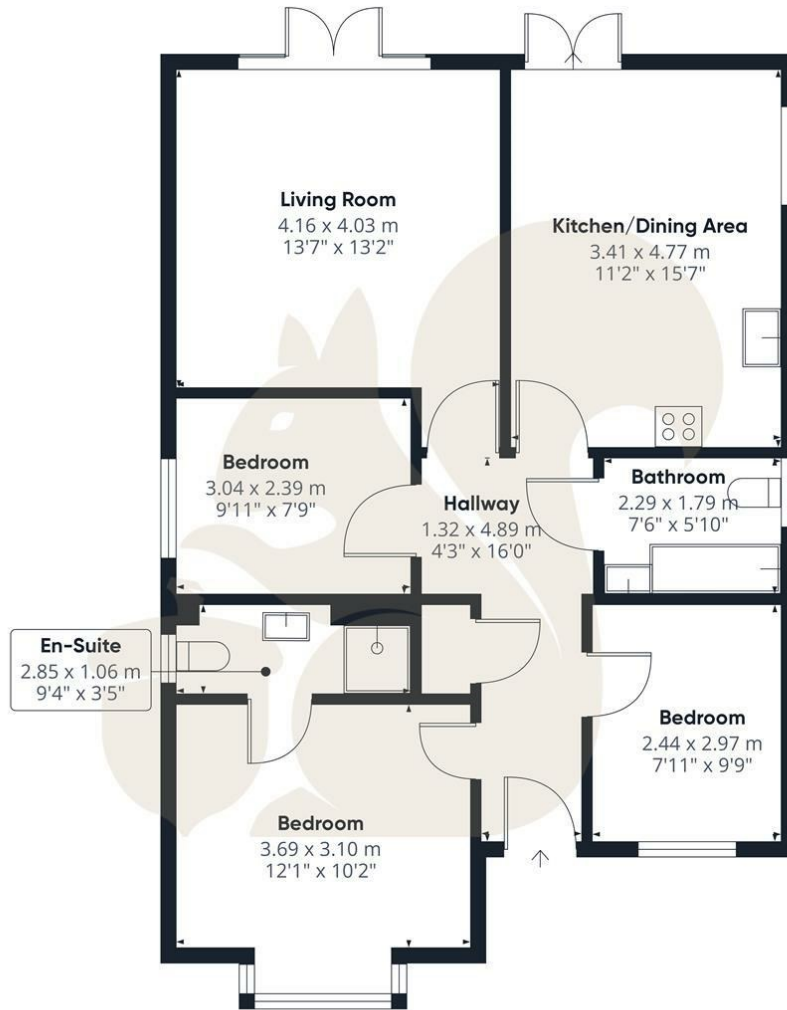 Living Room
4.16 x 4.03 m
13'7" x 13'2"
Kitchen/Dining Area
3.41 x 4.77 m
11'2" x 15'7"
Bedroom
3.04 x 2.39 m
9'11" x 7'9"
Hallway
1.32 x 4.89 m
4'3" x 16'0"
Bathroom
2.29 x 1.79 m
7'6" x 5'10"
En-Suite
2.85 x 1.06 m
9'4" x 3'5"
Bedroom
2.44 x 2.97 m
7'11" x 9'9"
Bedroom
3.69 x 3.10 m
12'1" x 10'2"